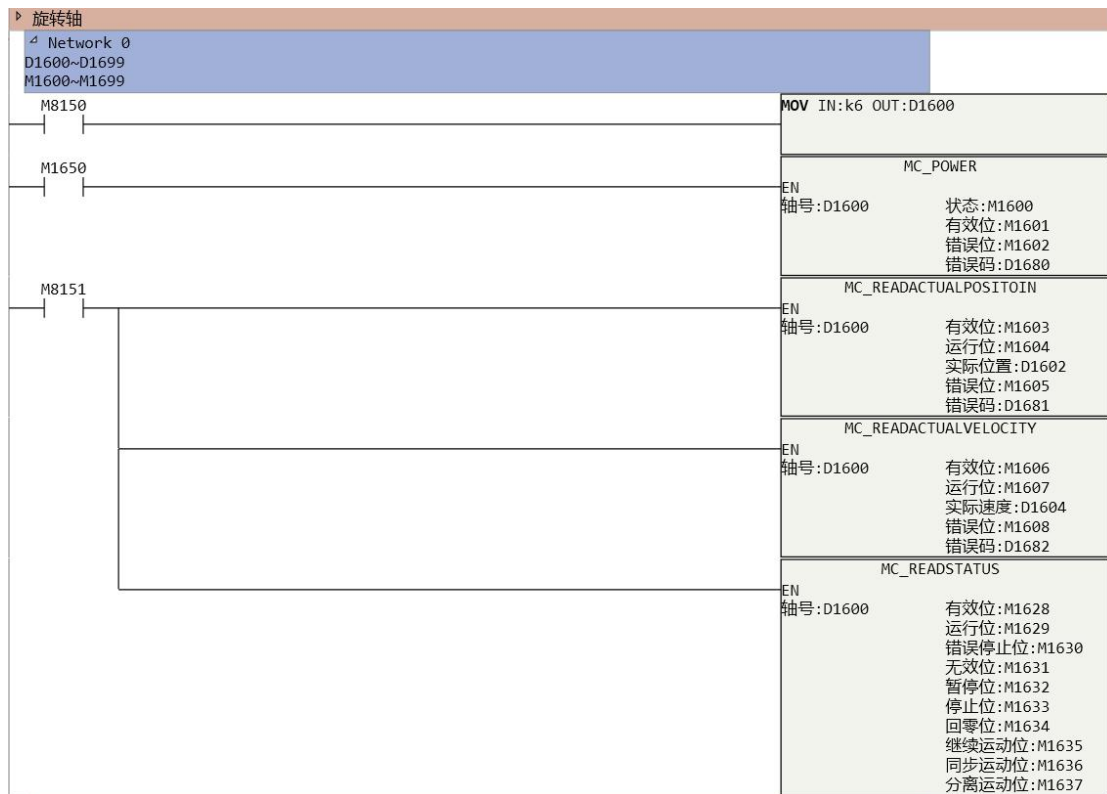 旋转轴
Network 0
D1600~D1699
M1600~M1699
M8150
MOV IN:k6 OUT:D1600
M1650
MC_POWER
EN
轴号:D1600 状态:M1600
有效位:M1601
错误位:M1602
错误码:D1680
M8151
MC_READACTUALPOSITOIN
EN
轴号:D1600 有效位:M1603
运行位:M1604
实际位置:D1602
错误位:M1605
错误码:D1681
MC_READACTUALVELOCITY
EN
轴号:D1600 有效位:M1606
运行位:M1607
实际速度:D1604
错误位:M1608
错误码:D1682
MC_READSTATUS
EN
轴号:D1600 有效位:M1628
运行位:M1629
错误停止位:M1630
无效位:M1631
暂停位:M1632
停止位:M1633
回零位:M1634
继续运动位:M1635
同步运动位:M1636
分离运动位:M1637